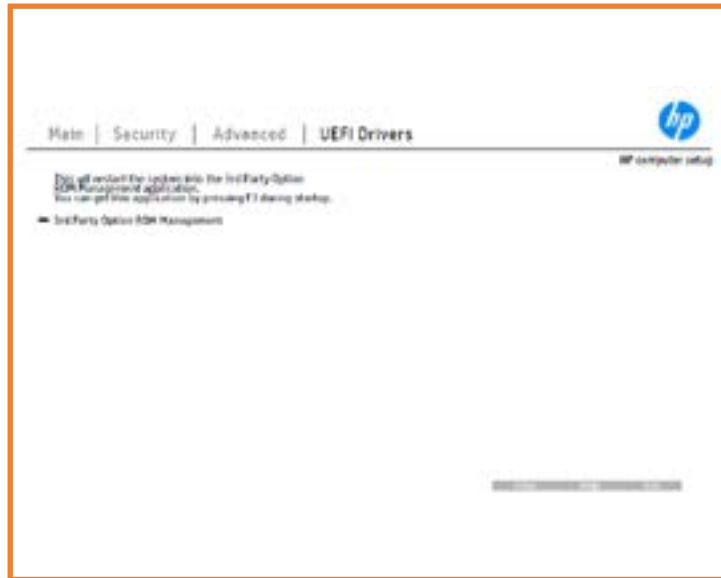 hp
Main | Security | Advanced | UEFI Drivers
HP computer setup
This will restart the system into the 3rd Party Option
ROM Management application.
You can get this application by pressing F3 during startup.
3rd Party Option ROM Management